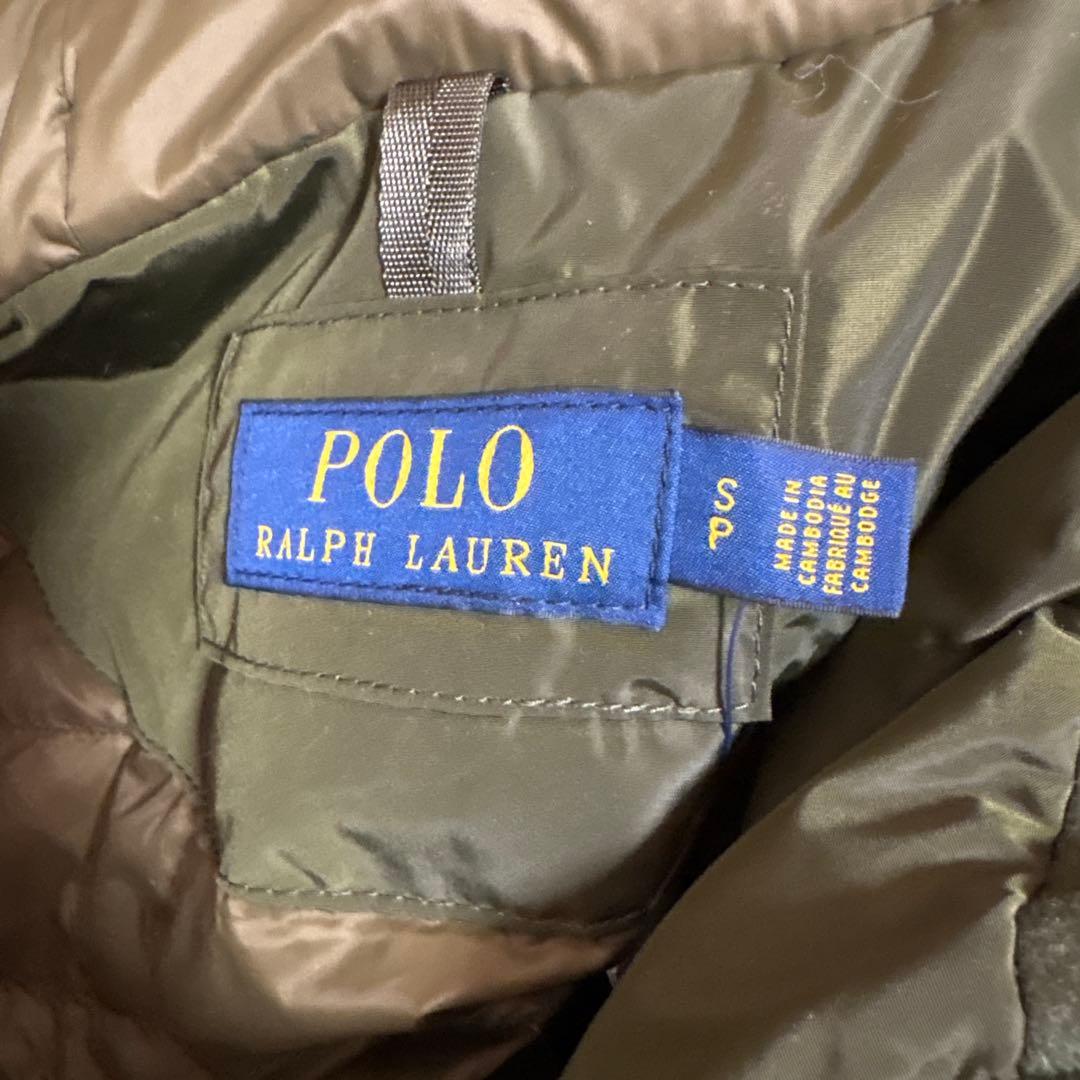 POLO
RALPH LAUREN
S
P
MADE IN
CAMBODIA
FABRIQUÉ AU
CAMBODGE